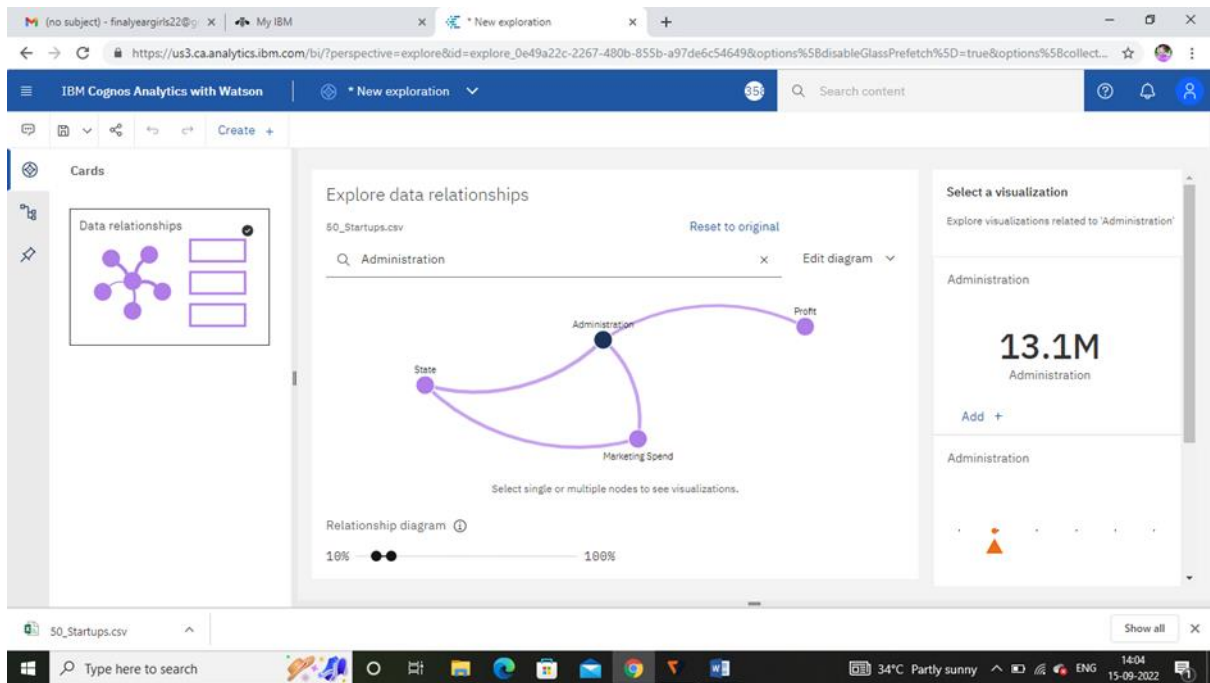 (no subject) - finalyeargirls22@g
My IBM
* New exploration
https://us3.ca.analytics.ibm.com/bi/?perspective=explore&id=explore_0e49a22c-2267-480b-855b-a97de6c54649&options%5BdisableGlassPrefetch%5D=true&options%5Bcollect...
IBM Cognos Analytics with Watson
* New exploration
Search content
Create +
Cards
Data relationships
Explore data relationships
50_Startups.csv
Reset to original
Administration
Edit diagram
Administration
Profit
State
Marketing Spend
Select single or multiple nodes to see visualizations.
Relationship diagram
10%
100%
Select a visualization
Explore visualizations related to 'Administration'
Administration
13.1M
Administration
Add +
Administration
50_Startups.csv
Show all
Type here to search
34°C Partly sunny
ENG
14:04
15-09-2022